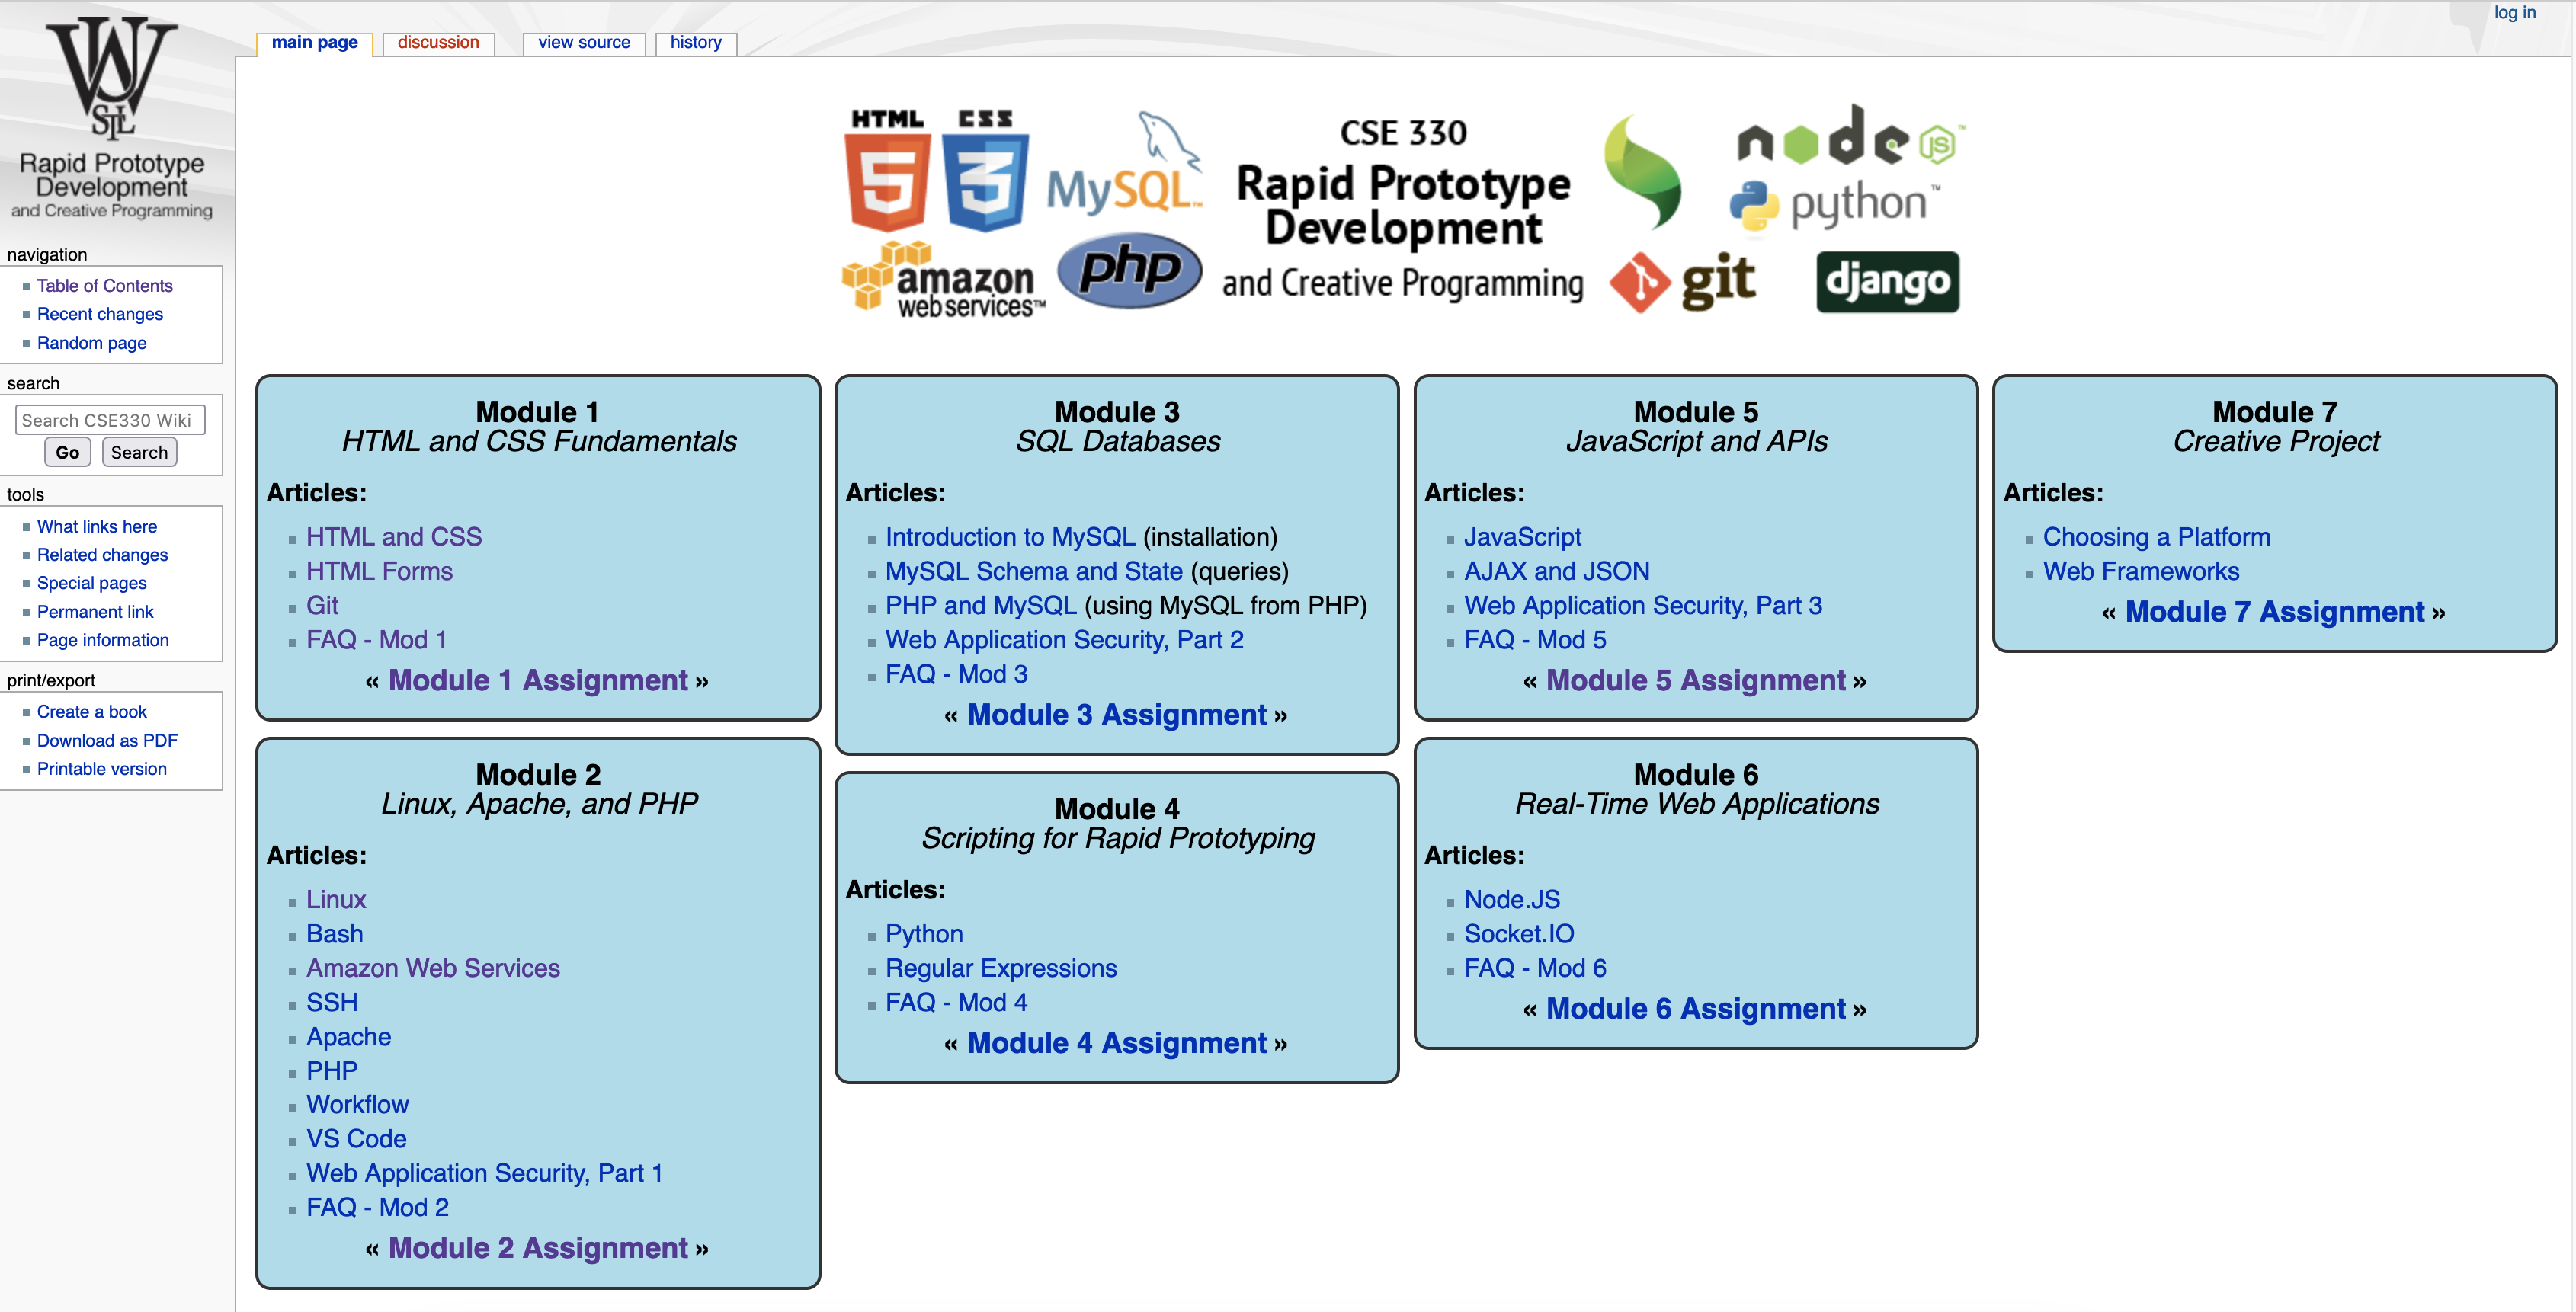 log in
main page
discussion
view source
history
WU
STL
Rapid Prototype
Development
and Creative Programming
navigation
Table of Contents
Recent changes
Random page
search
Search CSE330 Wiki
Go
Search
tools
What links here
Related changes
Special pages
Permanent link
Page information
print/export
Create a book
Download as PDF
Printable version
HTML
5
CSS
3
MySQL™
amazon
webservices™
php
CSE 330
Rapid Prototype
Development
and Creative Programming
node JS™
python™
git
django
Module 1
HTML and CSS Fundamentals
Articles:
HTML and CSS
HTML Forms
Git
FAQ - Mod 1
« Module 1 Assignment »
Module 2
Linux, Apache, and PHP
Articles:
Linux
Bash
Amazon Web Services
SSH
Apache
PHP
Workflow
VS Code
Web Application Security, Part 1
FAQ - Mod 2
« Module 2 Assignment »
Module 3
SQL Databases
Articles:
Introduction to MySQL (installation)
MySQL Schema and State (queries)
PHP and MySQL (using MySQL from PHP)
Web Application Security, Part 2
FAQ - Mod 3
« Module 3 Assignment »
Module 4
Scripting for Rapid Prototyping
Articles:
Python
Regular Expressions
FAQ - Mod 4
« Module 4 Assignment »
Module 5
JavaScript and APIs
Articles:
JavaScript
AJAX and JSON
Web Application Security, Part 3
FAQ - Mod 5
« Module 5 Assignment »
Module 6
Real-Time Web Applications
Articles:
Node.JS
Socket.IO
FAQ - Mod 6
« Module 6 Assignment »
Module 7
Creative Project
Articles:
Choosing a Platform
Web Frameworks
« Module 7 Assignment »